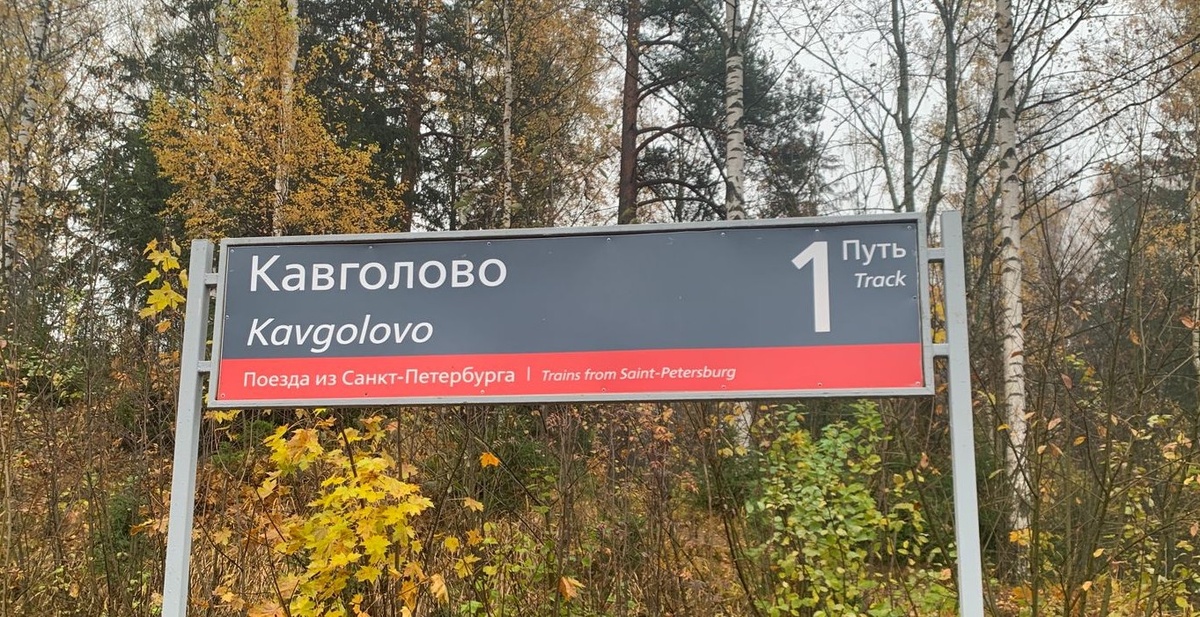 Кавголово
Kavgolovo
1 Путь
Track
Поезда из Санкт-Петербурга | Trains from Saint-Petersburg